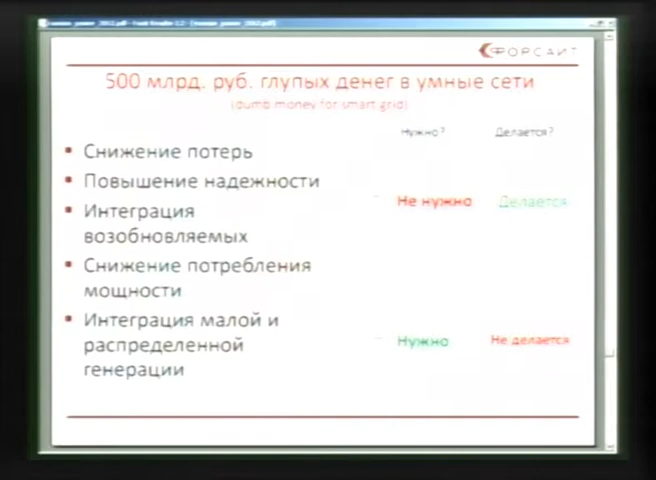 ФОРСАЙТ
500 млрд. руб. глупых денег в умные сети
(dumb money for smart grid)
Нужно? Делается?
Снижение потерь
Повышение надежности
Интеграция
возобновляемых
Не нужно Делается
Снижение потребления
мощности
Интеграция малой и
распределенной
генерации
Нужно Не делается